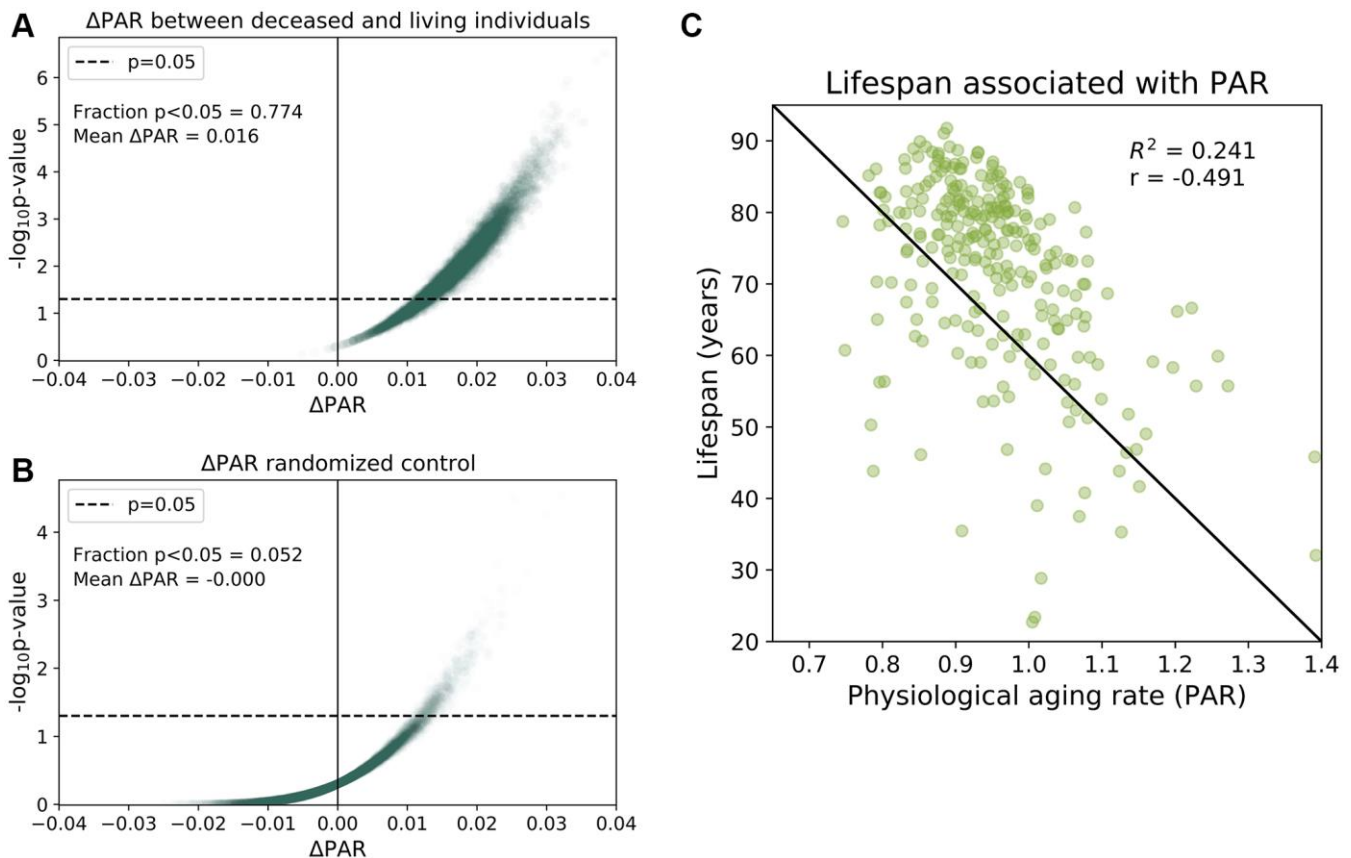 A
ΔPAR between deceased and living individuals
p=0.05
Fraction p<0.05 = 0.774
Mean ΔPAR = 0.016
-log10p-value
6
5
4
3
2
1
0
−0.04 −0.03 −0.02 −0.01 0.00 0.01 0.02 0.03 0.04
ΔPAR
B
ΔPAR randomized control
p=0.05
Fraction p<0.05 = 0.052
Mean ΔPAR = -0.000
-log10p-value
4
3
2
1
0
−0.04 −0.03 −0.02 −0.01 0.00 0.01 0.02 0.03 0.04
ΔPAR
C
Lifespan associated with PAR
R² = 0.241
r = -0.491
Lifespan (years)
90
80
70
60
50
40
30
20
0.7 0.8 0.9 1.0 1.1 1.2 1.3 1.4
Physiological aging rate (PAR)